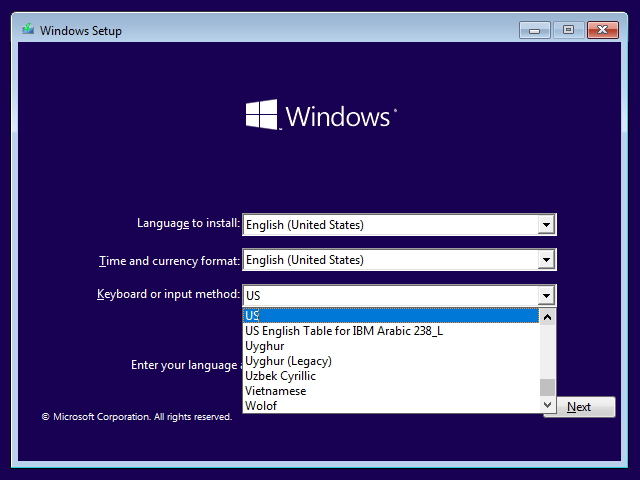 Windows Setup
Windows
Language to install: English (United States)
Time and currency format: English (United States)
Keyboard or input method: US
US
US English Table for IBM Arabic 238_L
Uyghur
Uyghur (Legacy)
Uzbek Cyrillic
Vietnamese
Wolof
Enter your language
Next
© Microsoft Corporation. All rights reserved.